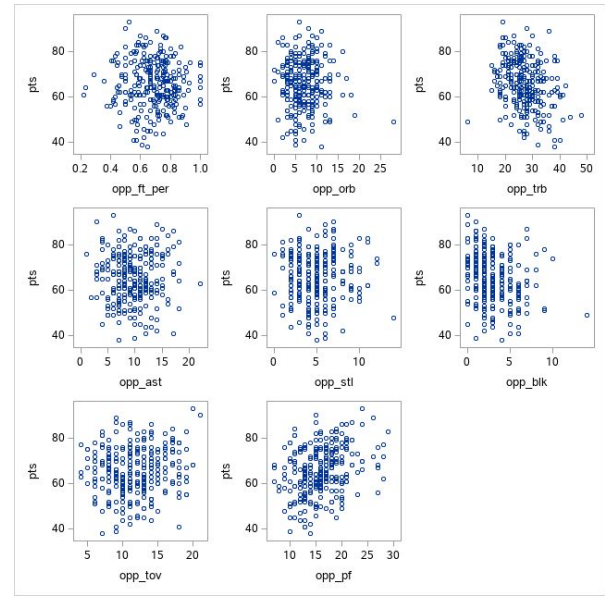 pts
80
60
40
0.2 0.4 0.6 0.8 1.0
opp_ft_per
pts
80
60
40
0 5 10 15 20 25
opp_orb
pts
80
60
40
10 20 30 40 50
opp_trb
pts
80
60
40
0 5 10 15 20
opp_ast
pts
80
60
40
0 5 10
opp_stl
pts
80
60
40
0 5 10
opp_blk
pts
80
60
40
5 10 15 20
opp_tov
pts
80
60
40
10 15 20 25 30
opp_pf